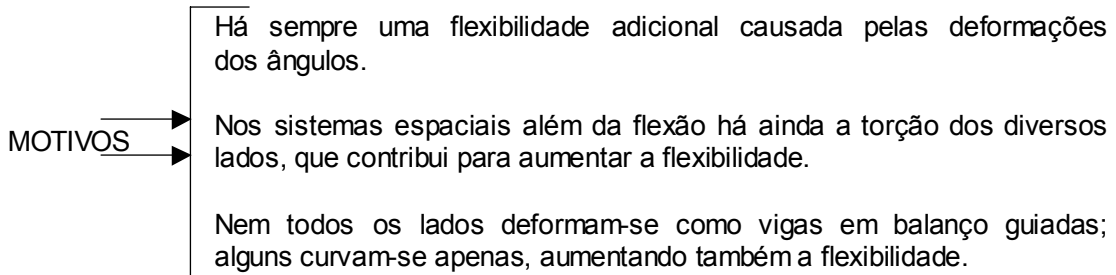 Há sempre uma flexibilidade adicional causada pelas deformações
dos ângulos.
MOTIVOS
Nos sistemas espaciais além da flexão há ainda a torção dos diversos
lados, que contribui para aumentar a flexibilidade.
Nem todos os lados deformam-se como vigas em balanço guiadas;
alguns curvam-se apenas, aumentando também a flexibilidade.